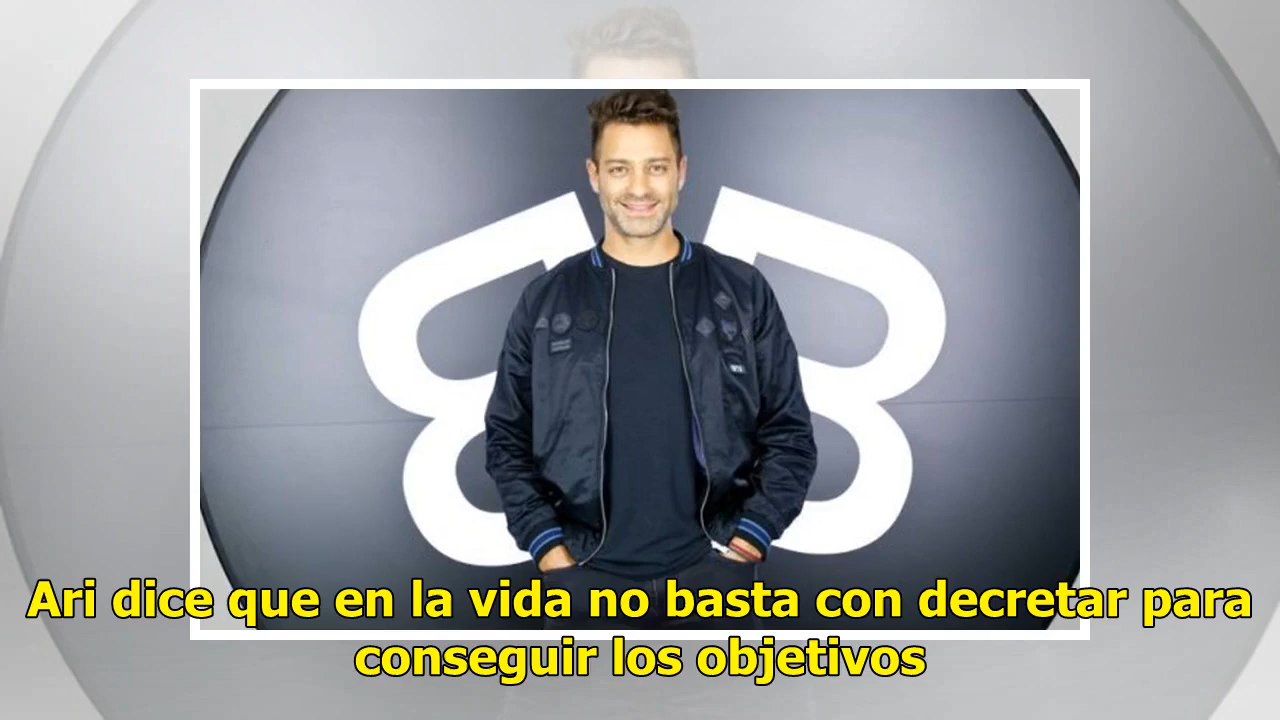 Ari dice que en la vida no basta con decretar para
conseguir los objetivos